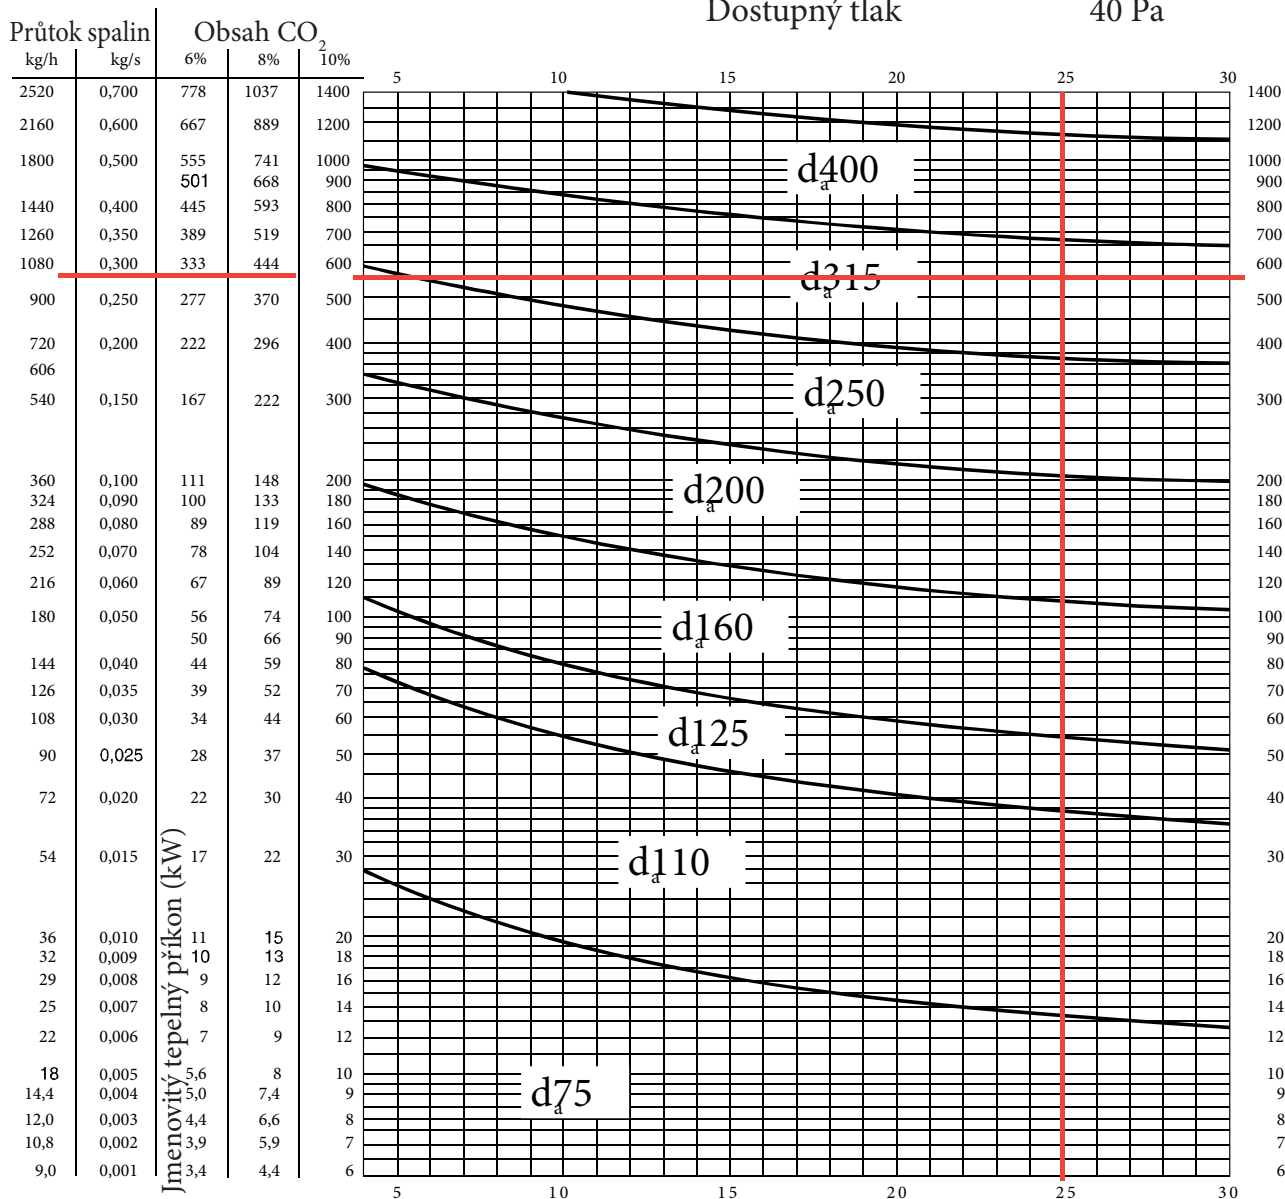 Dostupný tlak 40 Pa
Průtok spalin Obsah CO2
kg/h kg/s 6% 8% 10%
5 10 15 20 25 30
2520 0,700 778 1037 1400 1400
2160 0,600 667 889 1200 1200
1800 0,500 555 741 1000 1000
501 668 900 900
da400
1440 0,400 445 593 800 800
1260 0,350 389 519 700 700
1080 0,300 333 444 600 600
da315
900 0,250 277 370 500 500
720 0,200 222 296 400 400
606
da250
540 0,150 167 222 300 300
360 0,100 111 148 200 200
da200
324 0,090 100 133 180 180
288 0,080 89 119 160 160
252 0,070 78 104 140 140
216 0,060 67 89 120 120
180 0,050 56 74 100 100
da160
50 66 90 90
144 0,040 44 59 80 80
126 0,035 39 52 70 70
108 0,030 34 44 60 60
da125
90 0,025 28 37 50 50
72 0,020 22 30 40 40
54 0,015 17 22 30 30
da110
36 0,010 11 15 20 20
32 0,009 10 13 18 18
29 0,008 9 12 16 16
25 0,007 8 10 14 14
22 0,006 7 9 12 12
18 0,005 5,6 8 10 10
14,4 0,004 5,0 7,4 9 9
da75
12,0 0,003 4,4 6,6 8 8
10,8 0,002 3,9 5,9 7 7
9,0 0,001 3,4 4,4 6 6
Jmenovitý tepelný příkon (kW)
5 10 15 20 25 30